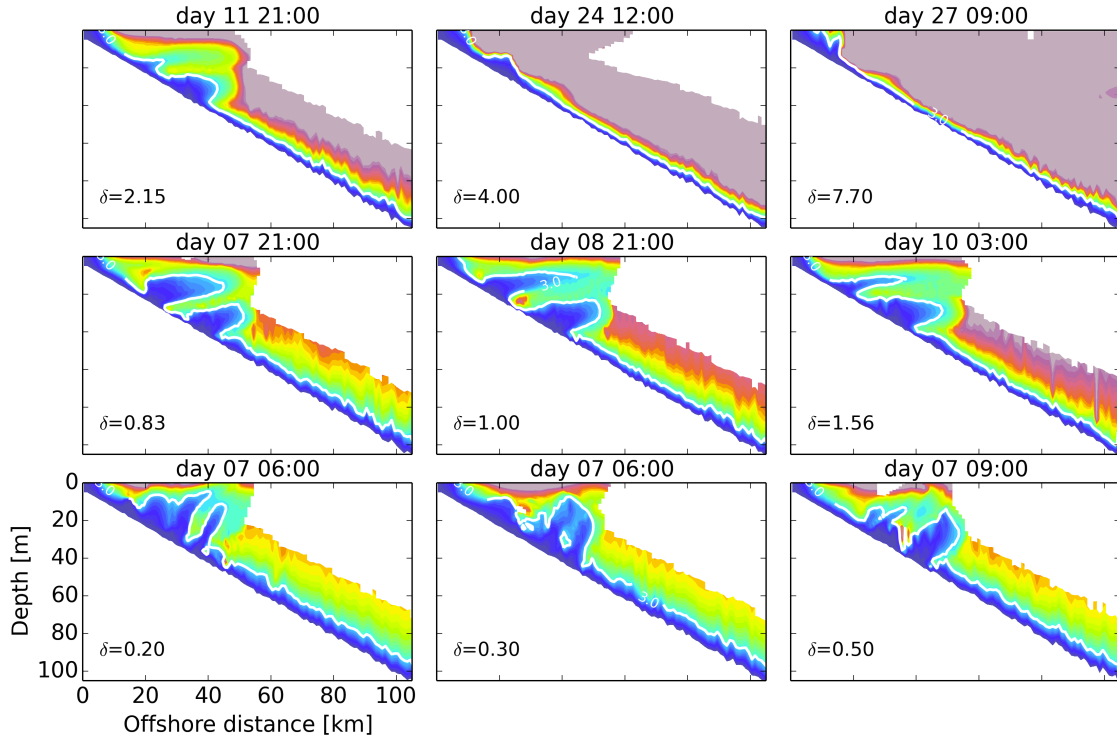 day 11 21:00
day 24 12:00
day 27 09:00
3.0
δ=2.15
δ=4.00
δ=7.70
day 07 21:00
day 08 21:00
day 10 03:00
3.0
δ=0.83
δ=1.00
δ=1.56
day 07 06:00
day 07 06:00
day 07 09:00
0
20
40
60
80
100
Depth [m]
3.0
δ=0.20
δ=0.30
δ=0.50
0 20 40 60 80 100
Offshore distance [km]